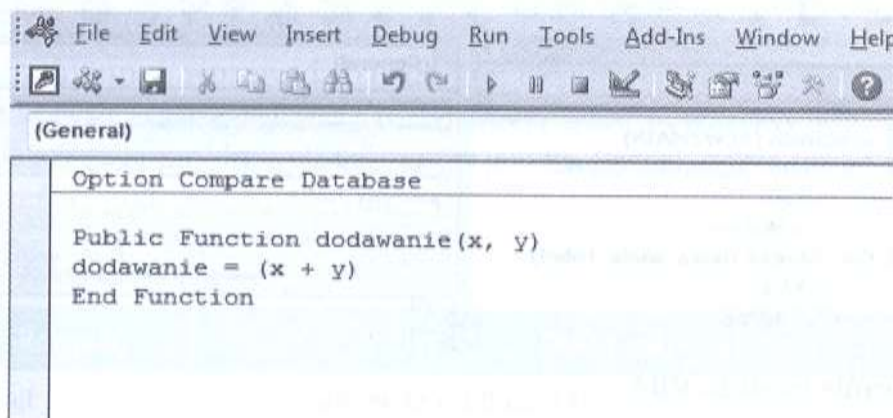 File Edit View Insert Debug Run Tools Add-Ins Window Help
(General)
Option Compare Database
Public Function dodawanie(x, y)
dodawanie = (x + y)
End Function